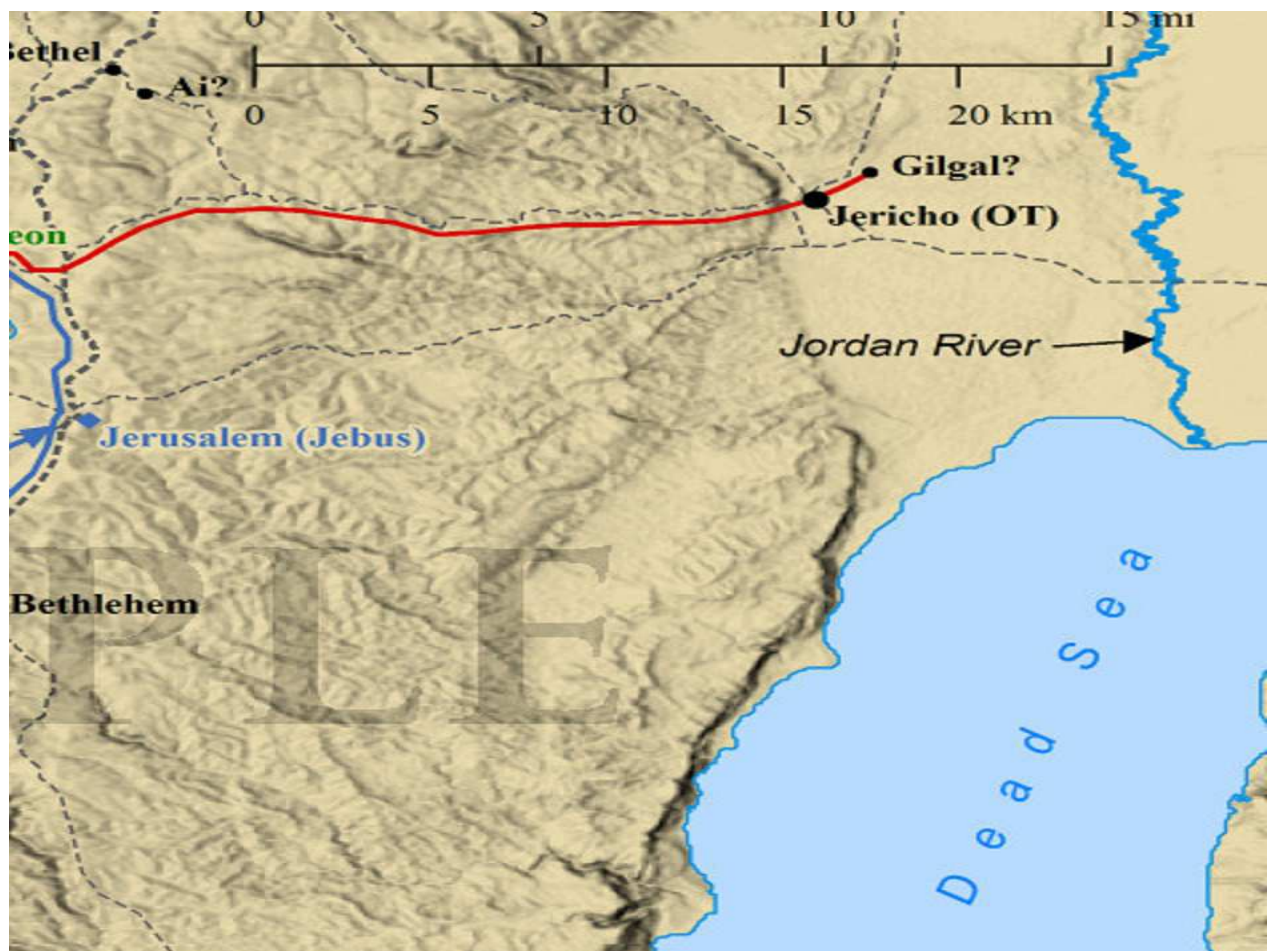 0 5 10 15 mi
Bethel
Ai?
0 5 10 15 20 km
Gilgal?
Jericho (OT)
eon
Jordan River
Jerusalem (Jebus)
PLE
Bethlehem
Dead Sea